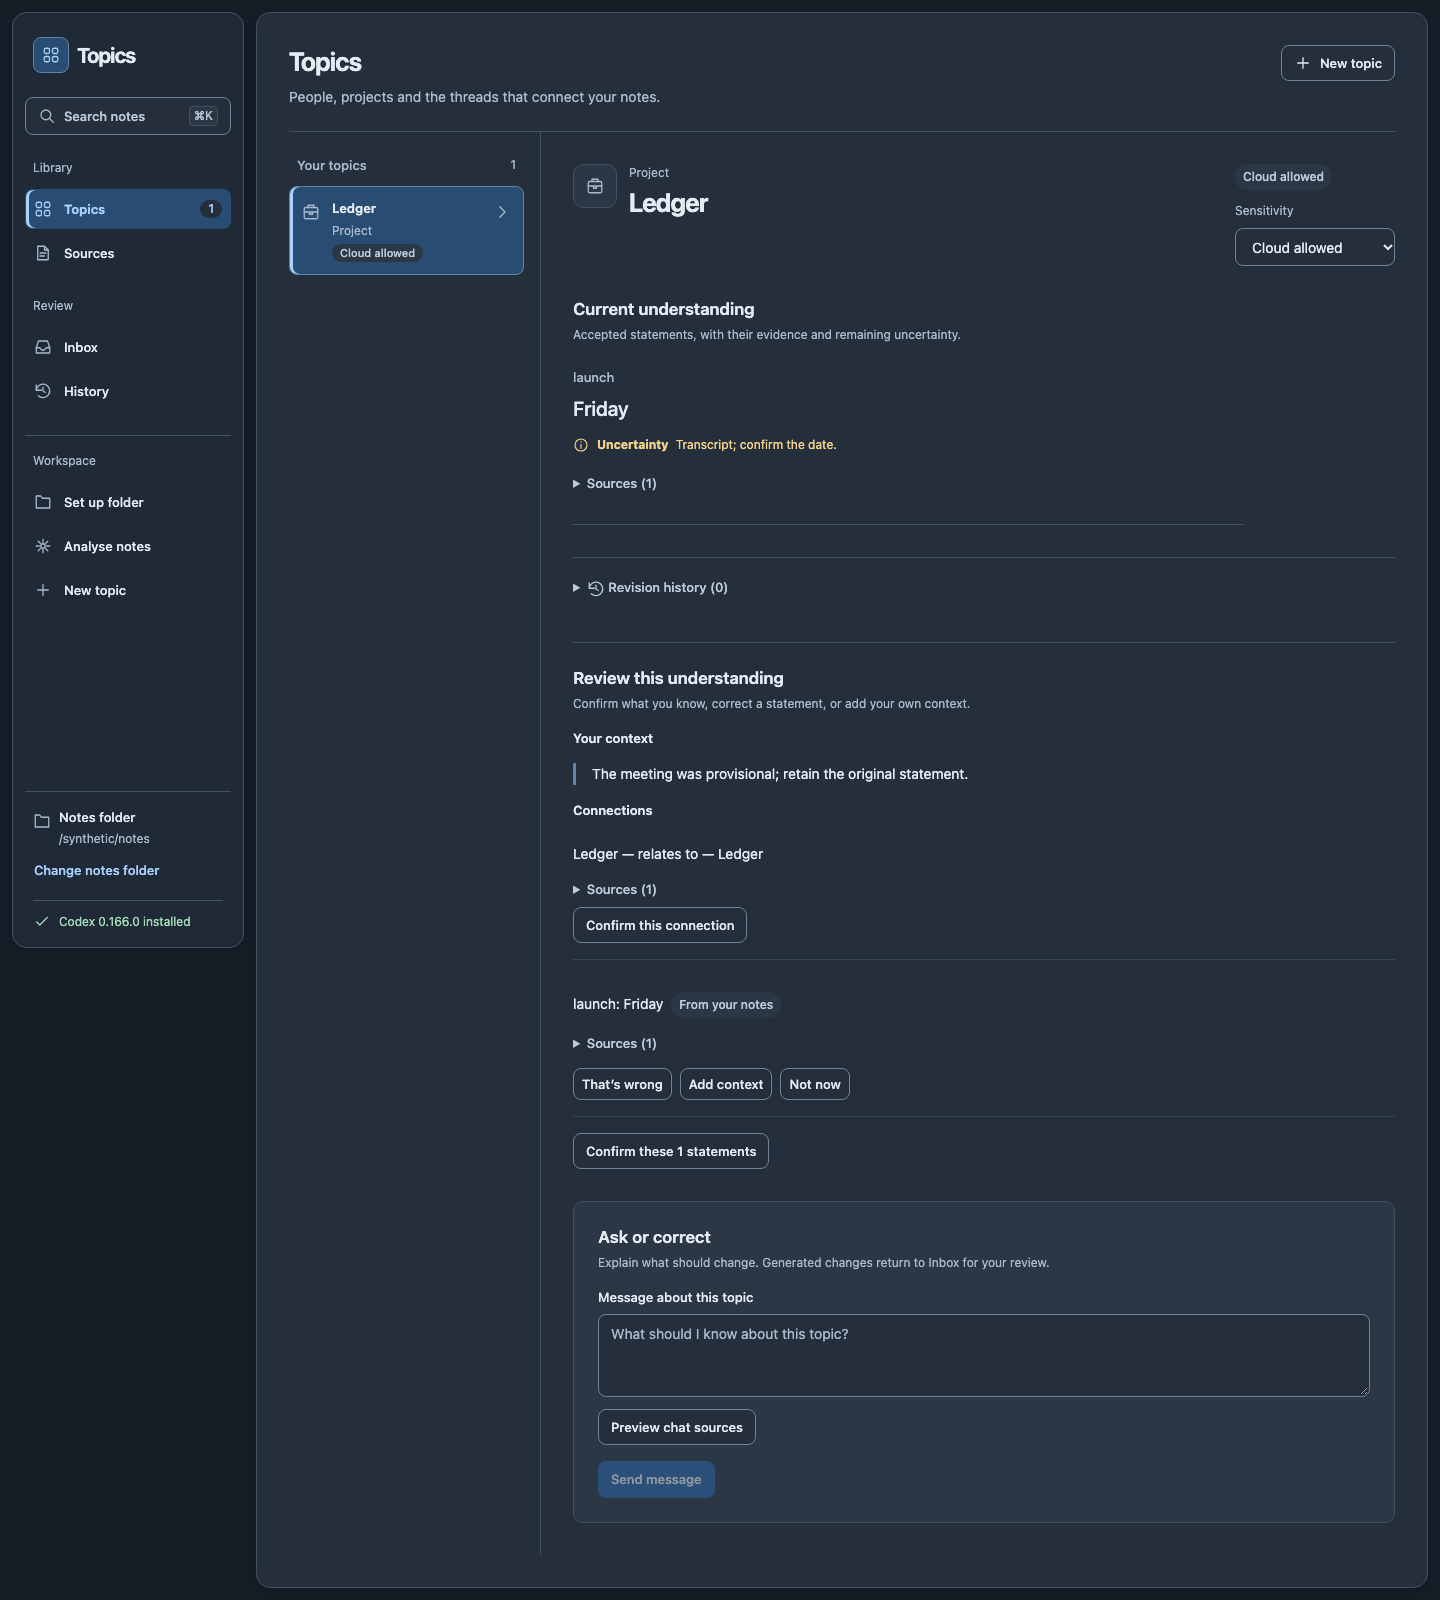 Topics
Search notes ⌘K
Library
Topics 1
Sources
Review
Inbox
History
Workspace
Set up folder
Analyse notes
New topic
Notes folder
/synthetic/notes
Change notes folder
Codex 0.166.0 installed
Topics
People, projects and the threads that connect your notes.
New topic
Your topics 1
Ledger
Project
Cloud allowed
Project
Ledger
Cloud allowed
Sensitivity
Cloud allowed
Current understanding
Accepted statements, with their evidence and remaining uncertainty.
launch
Friday
Uncertainty Transcript; confirm the date.
Sources (1)
Revision history (0)
Review this understanding
Confirm what you know, correct a statement, or add your own context.
Your context
The meeting was provisional; retain the original statement.
Connections
Ledger — relates to — Ledger
Sources (1)
Confirm this connection
launch: Friday From your notes
Sources (1)
That’s wrong Add context Not now
Confirm these 1 statements
Ask or correct
Explain what should change. Generated changes return to Inbox for your review.
Message about this topic
What should I know about this topic?
Preview chat sources
Send message